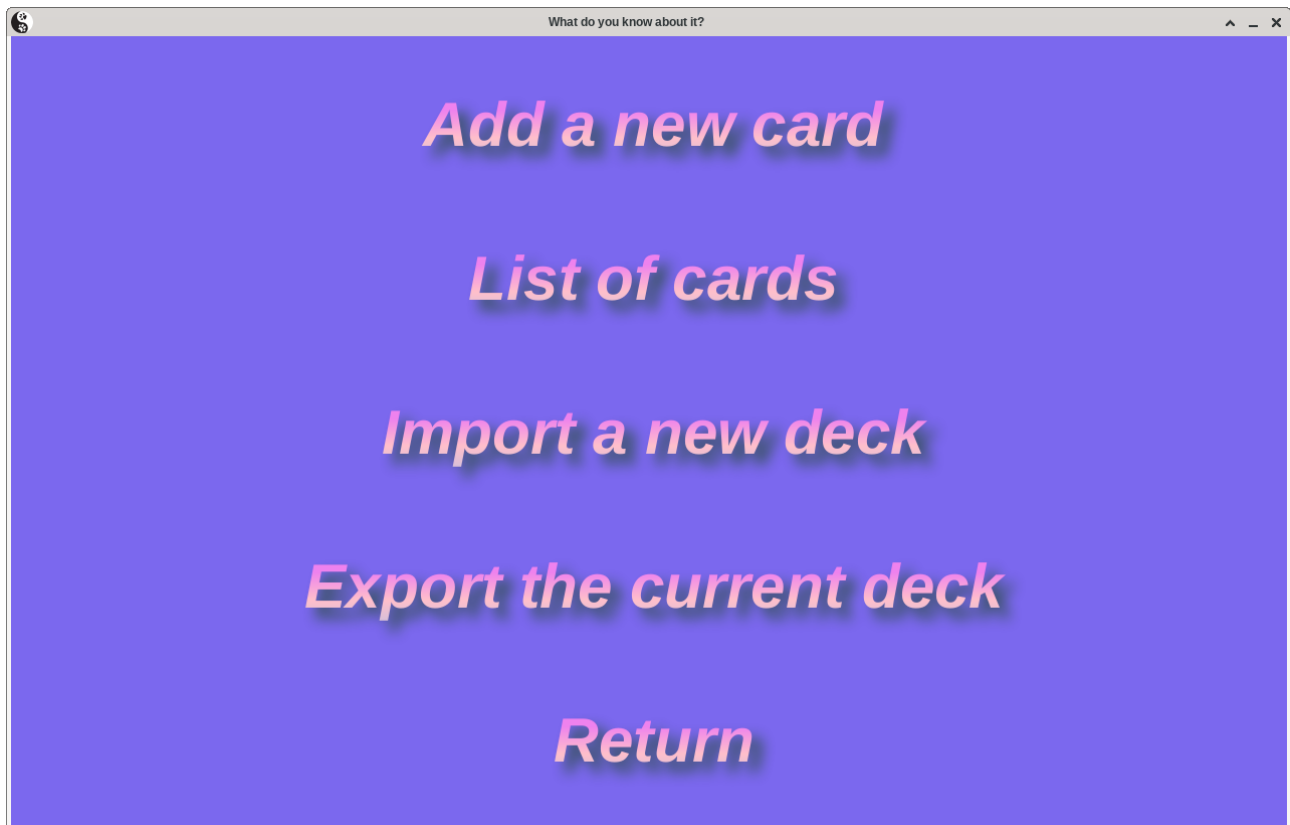 What do you know about it?
Add a new card
List of cards
Import a new deck
Export the current deck
Return